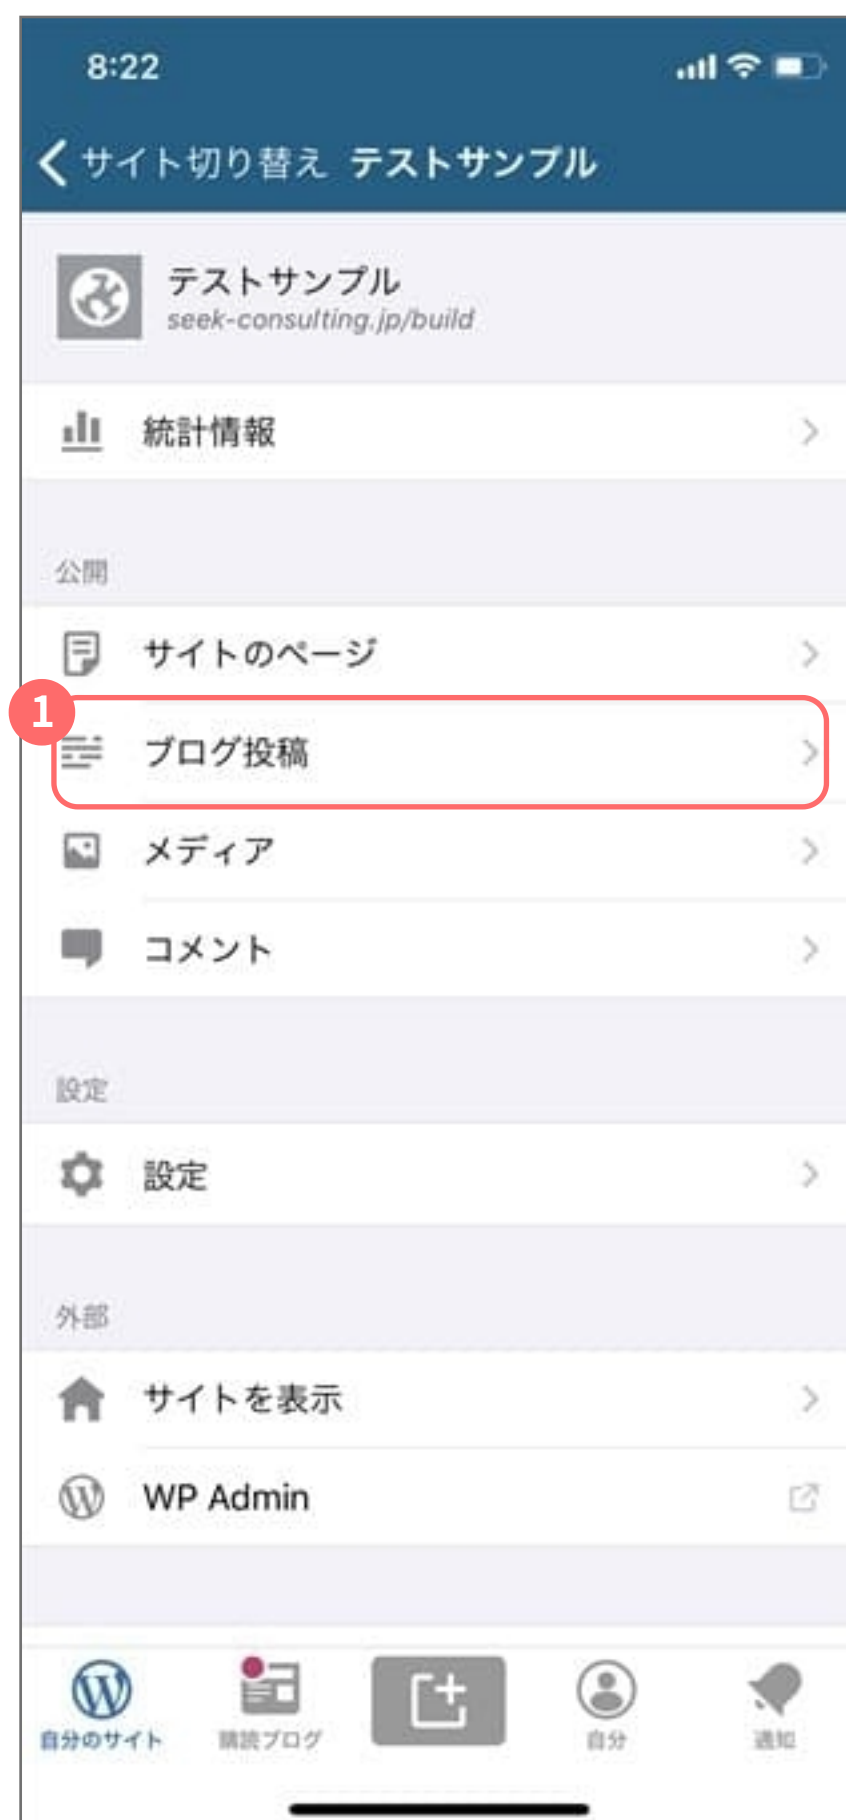 8:22
サイト切り替え テストサンプル
テストサンプル
seek-consulting.jp/build
統計情報
公開
サイトのページ
1
ブログ投稿
メディア
コメント
設定
設定
外部
サイトを表示
WP Admin
自分のサイト 購読ブログ 自分 通知